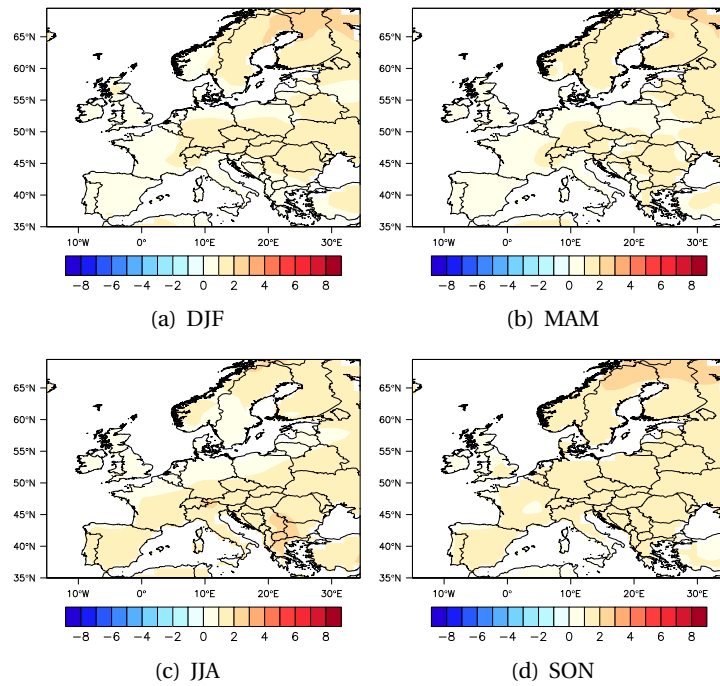 65°N 65°N
60°N 60°N
55°N 55°N
50°N 50°N
45°N 45°N
40°N 40°N
35°N 35°N
10°W 0° 10°E 20°E 30°E 10°W 0° 10°E 20°E 30°E
−8 −6 −4 −2 0 2 4 6 8 −8 −6 −4 −2 0 2 4 6 8
(a) DJF (b) MAM
65°N 65°N
60°N 60°N
55°N 55°N
50°N 50°N
45°N 45°N
40°N 40°N
35°N 35°N
10°W 0° 10°E 20°E 30°E 10°W 0° 10°E 20°E 30°E
−8 −6 −4 −2 0 2 4 6 8 −8 −6 −4 −2 0 2 4 6 8
(c) JJA (d) SON